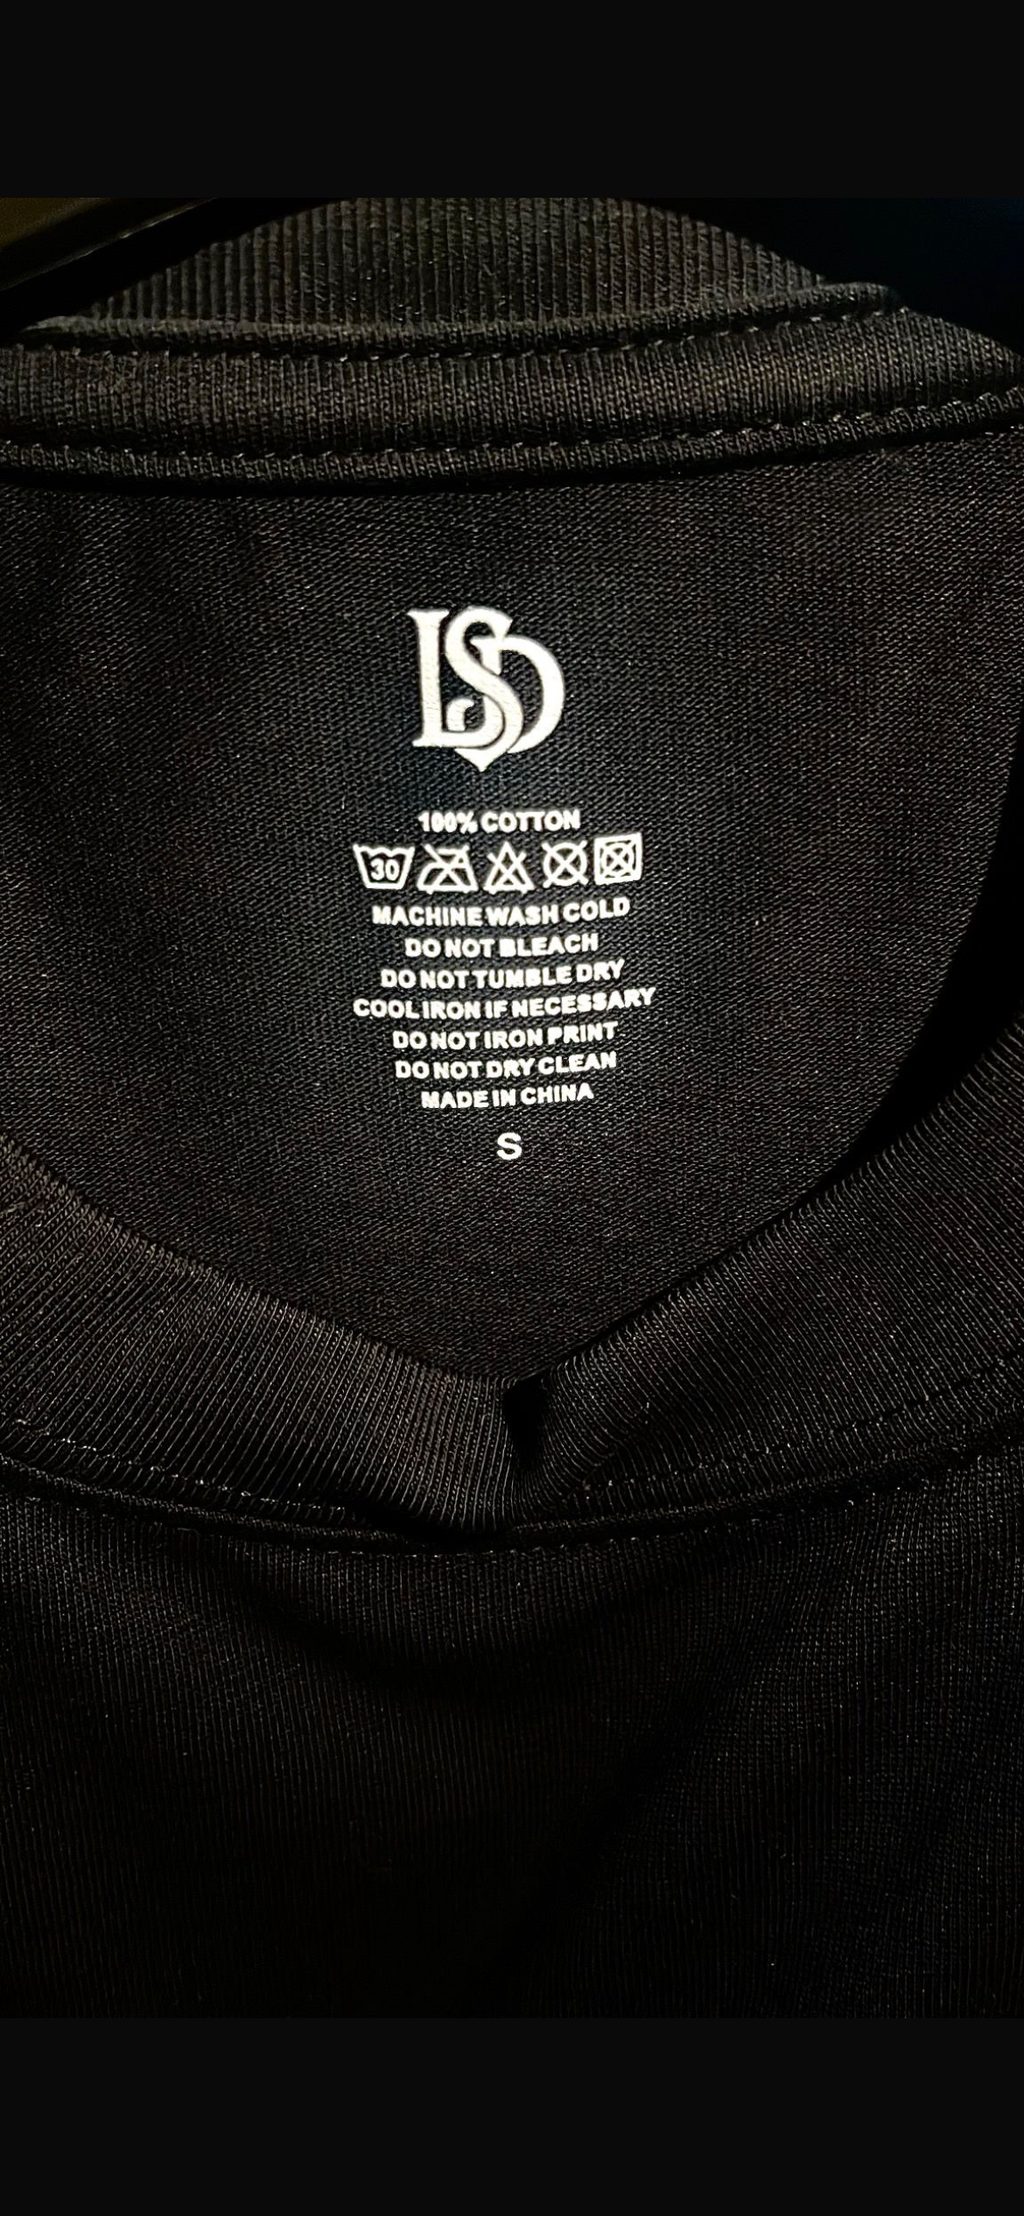 LSD
100% COTTON
30
MACHINE WASH COLD
DO NOT BLEACH
DO NOT TUMBLE DRY
COOL IRON IF NECESSARY
DO NOT IRON PRINT
DO NOT DRY CLEAN
MADE IN CHINA
S